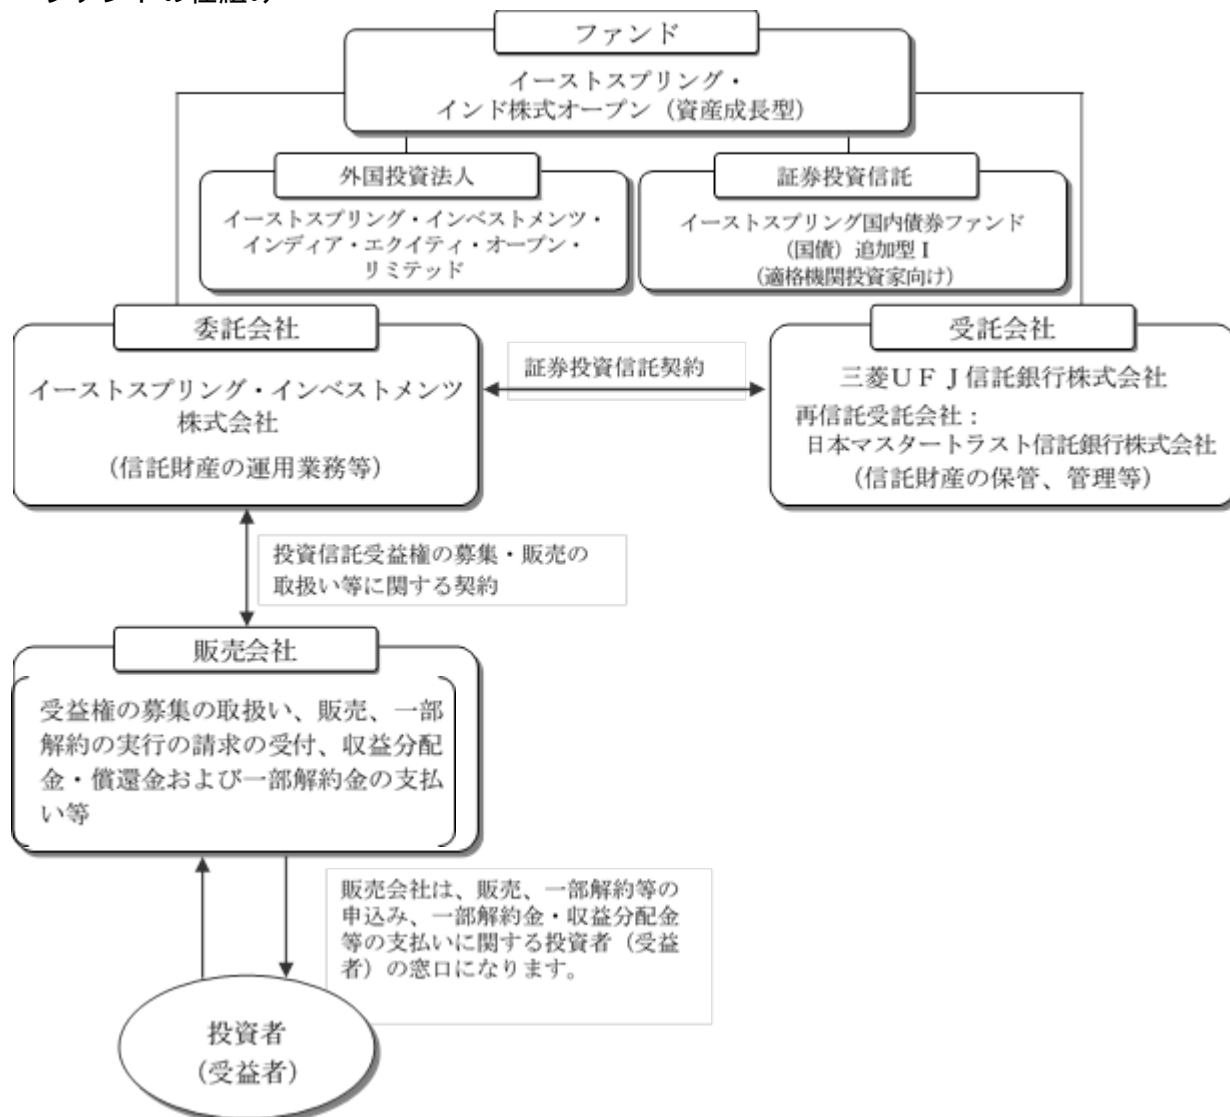 ファンドの仕組み
ファンド
イーストスプリング・
インド株式オープン（資産成長型）
外国投資法人
イーストスプリング・インベストメンツ・
インディア・エクイティ・オープン・
リミテッド
証券投資信託
イーストスプリング国内債券ファンド
（国債）追加型Ⅰ
（適格機関投資家向け）
委託会社
イーストスプリング・インベストメンツ
株式会社
（信託財産の運用業務等）
証券投資信託契約
受託会社
三菱ＵＦＪ信託銀行株式会社
再信託受託会社：
日本マスタートラスト信託銀行株式会社
（信託財産の保管、管理等）
投資信託受益権の募集・販売の
取扱い等に関する契約
販売会社
受益権の募集の取扱い、販売、一部
解約の実行の請求の受付、収益分配
金・償還金および一部解約金の支払
い等
販売会社は、販売、一部解約等の
申込み、一部解約金・収益分配金
等の支払いに関する投資者（受益
者）の窓口になります。
投資者
（受益者）